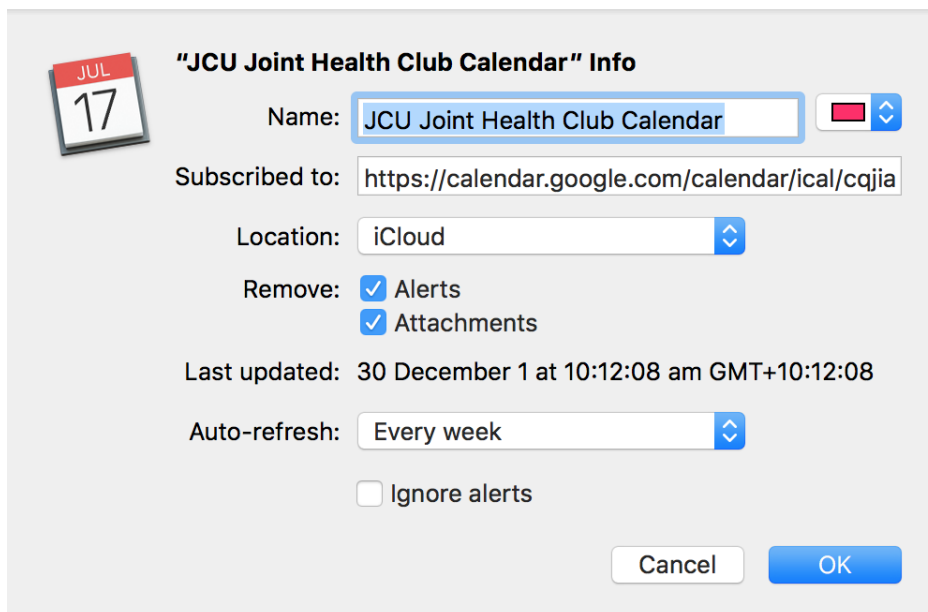 JUL
17
"JCU Joint Health Club Calendar" Info
Name: JCU Joint Health Club Calendar
Subscribed to: https://calendar.google.com/calendar/ical/cqjia
Location: iCloud
Remove: Alerts
Attachments
Last updated: 30 December 1 at 10:12:08 am GMT+10:12:08
Auto-refresh: Every week
Ignore alerts
Cancel OK